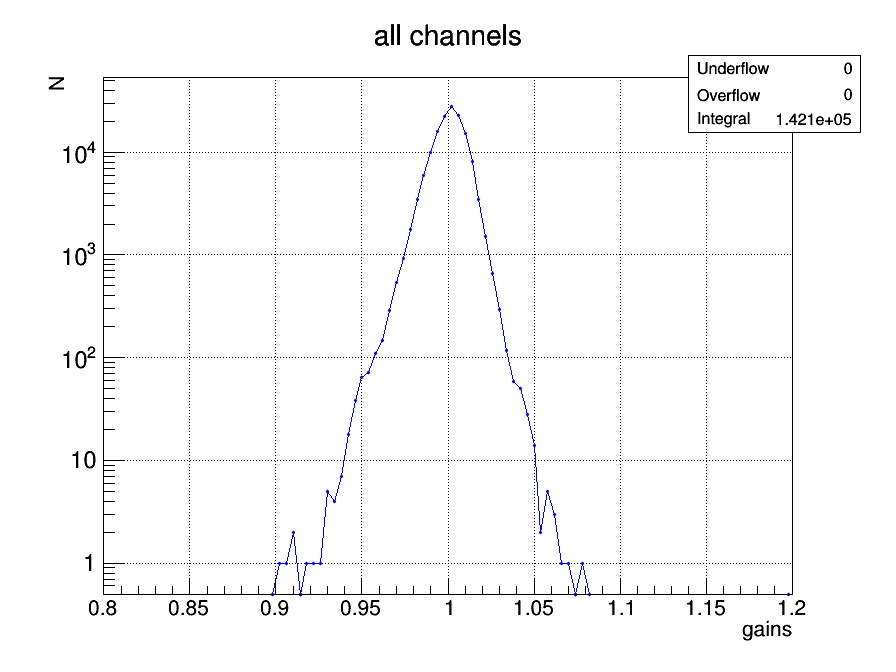 all channels
N
Underflow 0
Overflow 0
Integral 1.421e+05
10⁴
10³
10²
10
1
0.8 0.85 0.9 0.95 1 1.05 1.1 1.15 1.2
gains